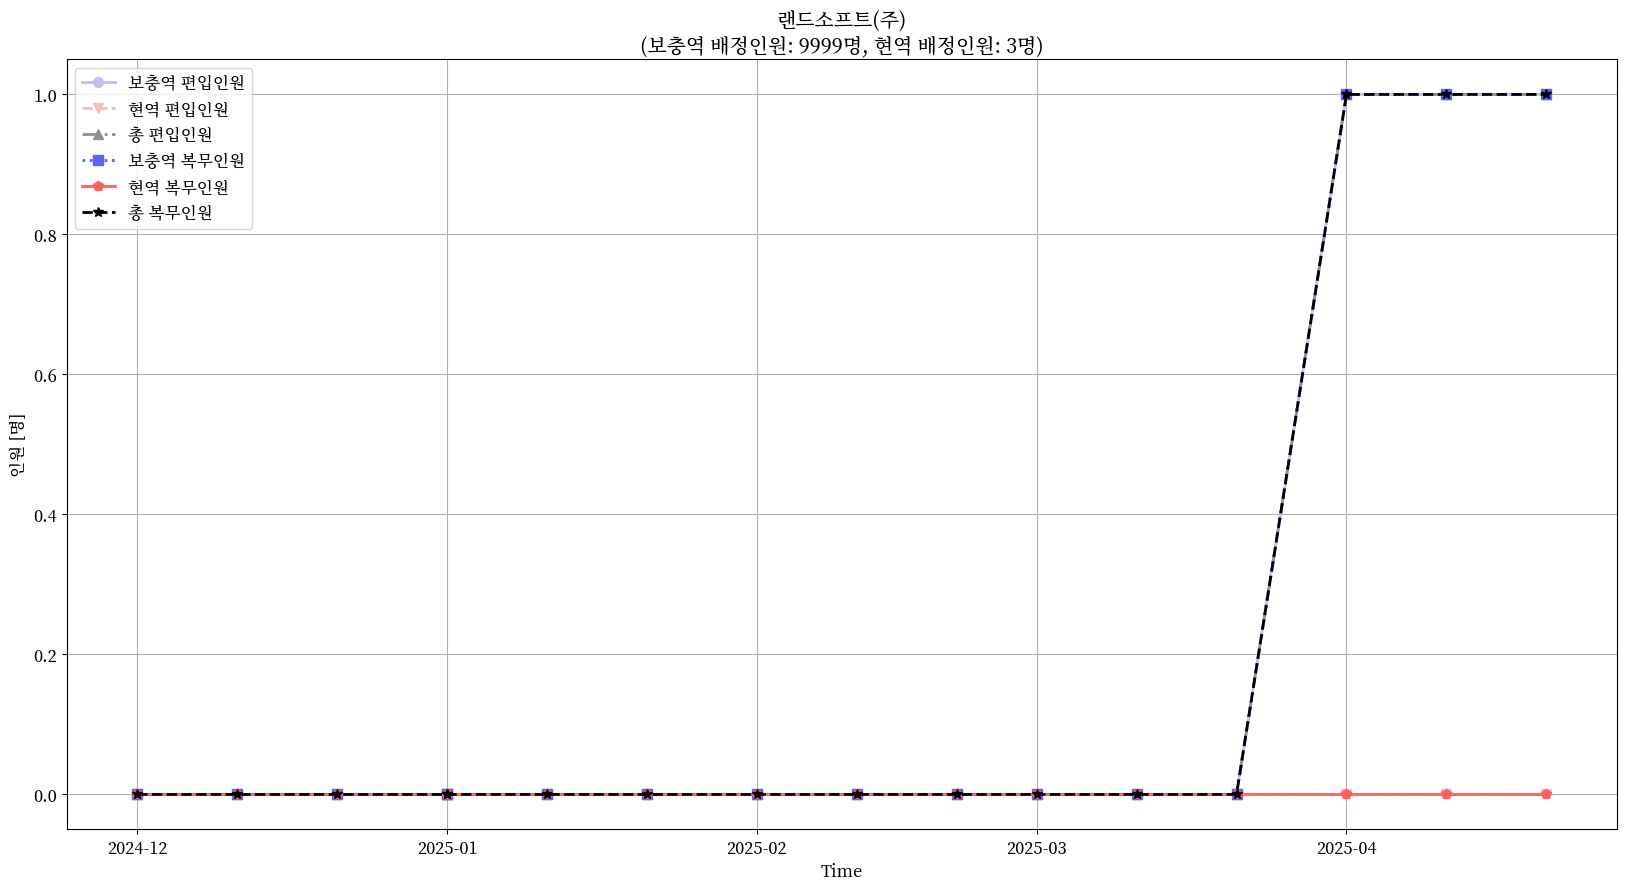 랜드소프트(주)
(보충역 배정인원: 9999명, 현역 배정인원: 3명)
보충역 편입인원
현역 편입인원
총 편입인원
보충역 복무인원
현역 복무인원
총 복무인원
1.0
0.8
0.6
0.4
0.2
0.0
인원 [명]
2024-12
2025-01
2025-02
2025-03
2025-04
Time